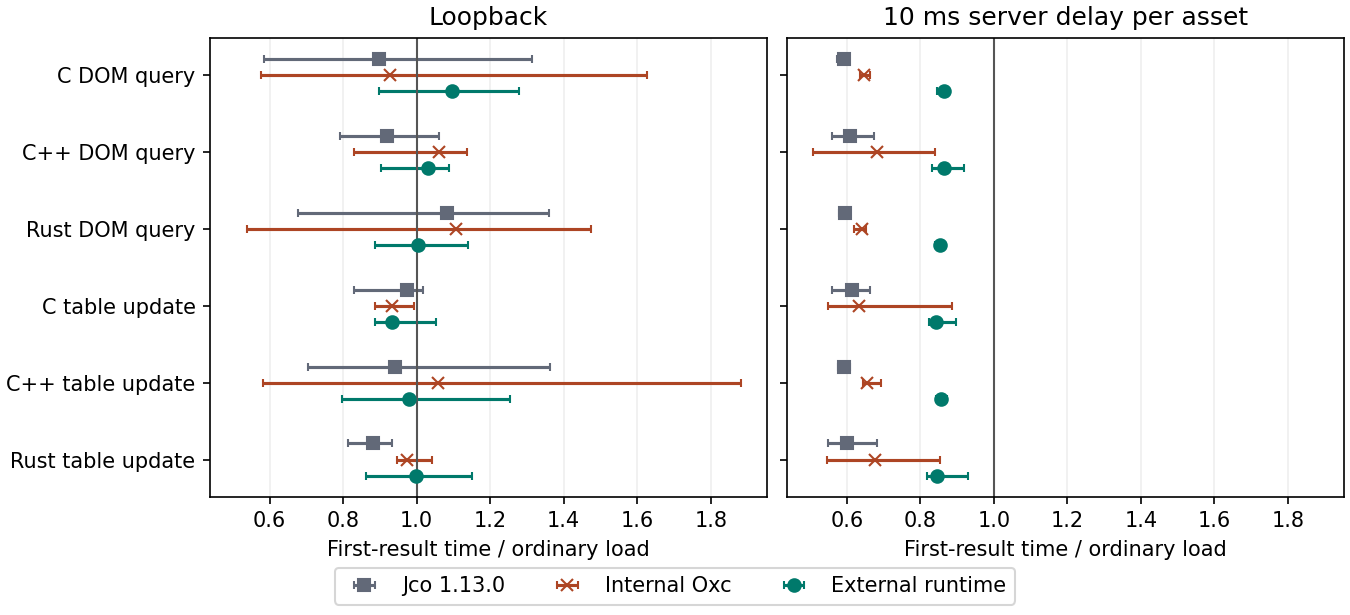 Loopback
10 ms server delay per asset
C DOM query
C++ DOM query
Rust DOM query
C table update
C++ table update
Rust table update
0.6 0.8 1.0 1.2 1.4 1.6 1.8
0.6 0.8 1.0 1.2 1.4 1.6 1.8
First-result time / ordinary load
First-result time / ordinary load
Jco 1.13.0 Internal Oxc External runtime